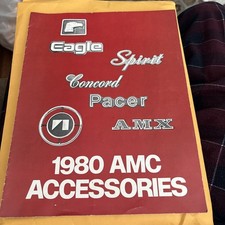 Eagle
Spirit
Concord
Pacer
AMX
1980 AMC
ACCESSORIES